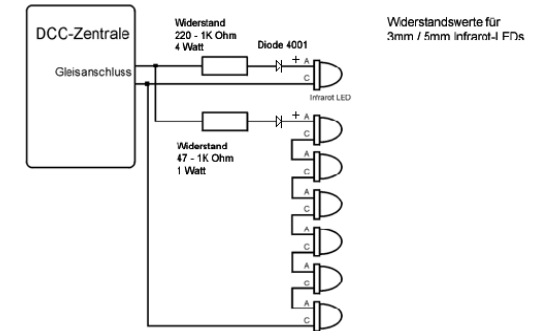 DCC-Zentrale
Gleisanschluss
Widerstand
220 - 1K Ohm
4 Watt
Diode 4001
+ A
C
Infrarot LED
Widerstandswerte für
3mm / 5mm Infrarot-LEDs
Widerstand
47 - 1K Ohm
1 Watt
+ A
C
A
C
A
C
A
C
A
C
A
C